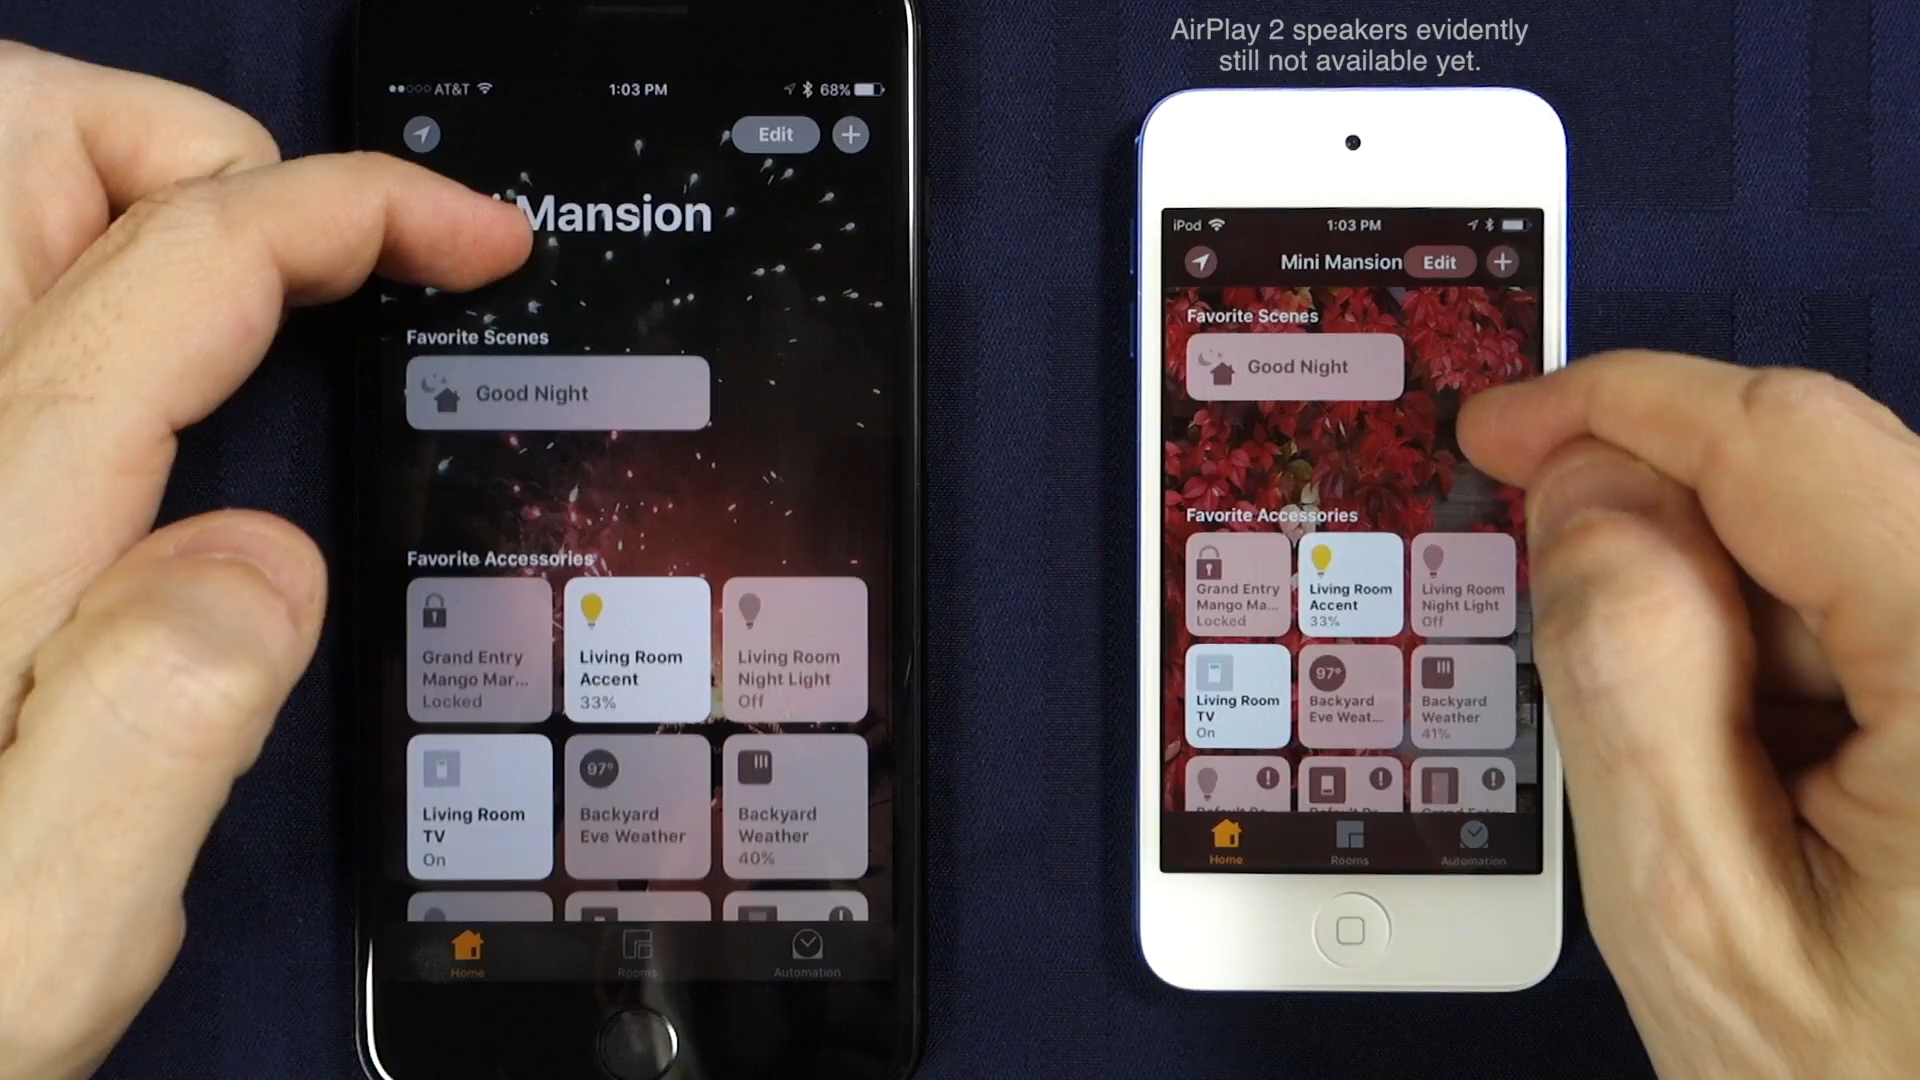 AirPlay 2 speakers evidently
still not available yet.
AT&T
1:03 PM
68%
Edit
Mansion
Favorite Scenes
Good Night
Favorite Accessories
Grand Entry
Mango Mar...
Locked
Living Room
Accent
33%
Living Room
Night Light
Off
Living Room
TV
On
97°
Backyard
Eve Weather
Backyard
Weather
40%
Home
Rooms
Automation
iPod
1:03 PM
Mini Mansion
Edit
Favorite Scenes
Good Night
Favorite Accessories
Grand Entry
Mango Ma...
Locked
Living Room
Accent
33%
Living Room
Night Light
Off
Living Room
TV
On
97°
Backyard
Eve Weat...
Backyard
Weather
41%
Home
Rooms
Automation